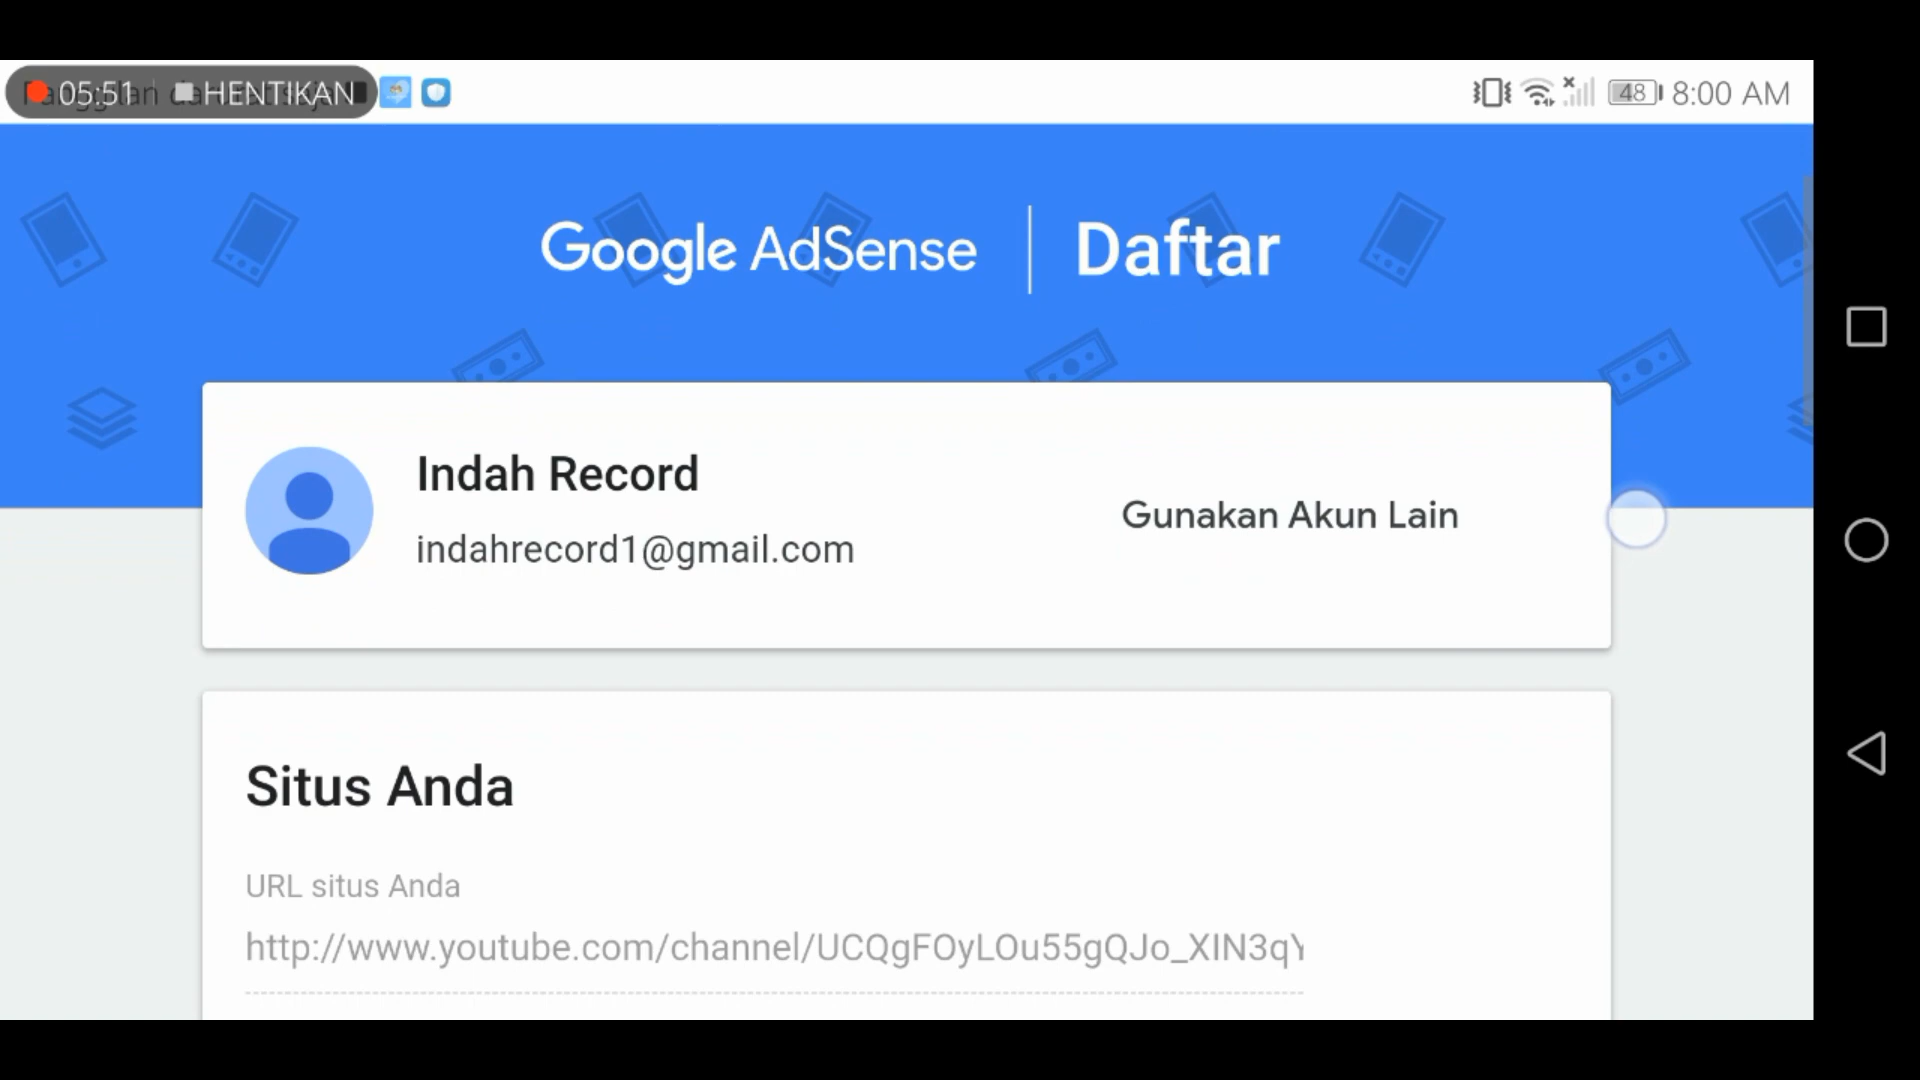 05:51 HENTIKAN
48 8:00 AM
Google AdSense Daftar
Indah Record
indahrecord1@gmail.com
Gunakan Akun Lain
Situs Anda
URL situs Anda
http://www.youtube.com/channel/UCQgFOyLOu55gQJo_XIN3qY